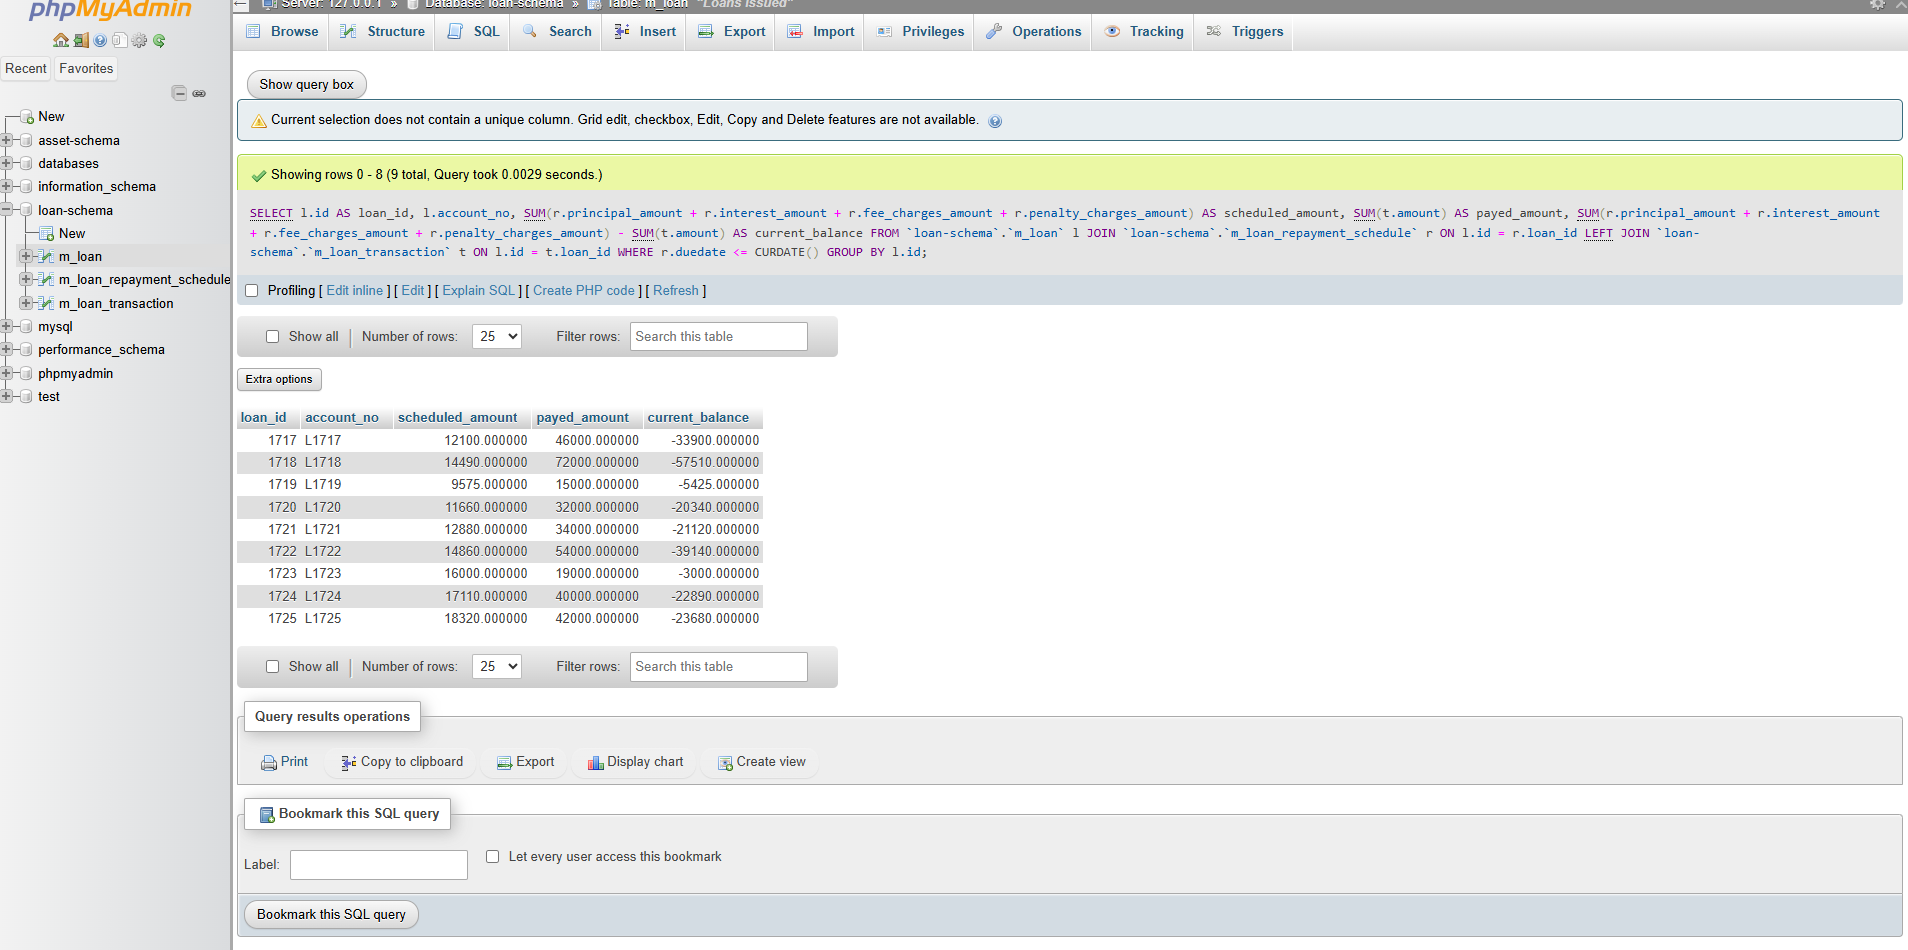 phpMyAdmin
Recent Favorites
New
asset-schema
databases
information_schema
loan-schema
New
m_loan
m_loan_repayment_schedule
m_loan_transaction
mysql
performance_schema
phpmyadmin
test
Server: 127.0.0.1 » Database: loan-schema » Table: m_loan "Loans Issued"
Browse Structure SQL Search Insert Export Import Privileges Operations Tracking Triggers
Show query box
Current selection does not contain a unique column. Grid edit, checkbox, Edit, Copy and Delete features are not available.
Showing rows 0 - 8 (9 total, Query took 0.0029 seconds.)
SELECT l.id AS loan_id, l.account_no, SUM(r.principal_amount + r.interest_amount + r.fee_charges_amount + r.penalty_charges_amount) AS scheduled_amount, SUM(t.amount) AS payed_amount, SUM(r.principal_amount + r.interest_amount
+ r.fee_charges_amount + r.penalty_charges_amount) - SUM(t.amount) AS current_balance FROM `loan-schema`.`m_loan` l JOIN `loan-schema`.`m_loan_repayment_schedule` r ON l.id = r.loan_id LEFT JOIN `loan-
schema`.`m_loan_transaction` t ON l.id = t.loan_id WHERE r.duedate <= CURDATE() GROUP BY l.id;
Profiling [ Edit inline ] [ Edit ] [ Explain SQL ] [ Create PHP code ] [ Refresh ]
Show all | Number of rows: 25 Filter rows: Search this table
Extra options
loan_id account_no scheduled_amount payed_amount current_balance
1717 L1717 12100.000000 46000.000000 -33900.000000
1718 L1718 14490.000000 72000.000000 -57510.000000
1719 L1719 9575.000000 15000.000000 -5425.000000
1720 L1720 11660.000000 32000.000000 -20340.000000
1721 L1721 12880.000000 34000.000000 -21120.000000
1722 L1722 14860.000000 54000.000000 -39140.000000
1723 L1723 16000.000000 19000.000000 -3000.000000
1724 L1724 17110.000000 40000.000000 -22890.000000
1725 L1725 18320.000000 42000.000000 -23680.000000
Show all | Number of rows: 25 Filter rows: Search this table
Query results operations
Print Copy to clipboard Export Display chart Create view
Bookmark this SQL query
Label: Let every user access this bookmark
Bookmark this SQL query